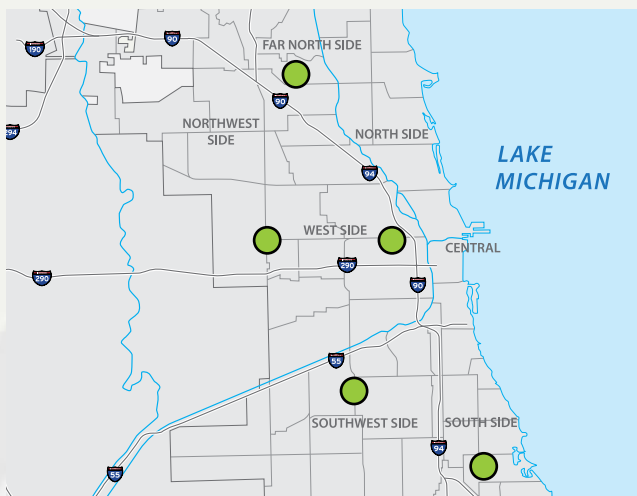 FAR NORTH SIDE
90
190
90
294
NORTHWEST
SIDE
NORTH SIDE
LAKE
MICHIGAN
94
WEST SIDE
CENTRAL
290
290
90
55
SOUTHWEST SIDE
SOUTH SIDE
94
55